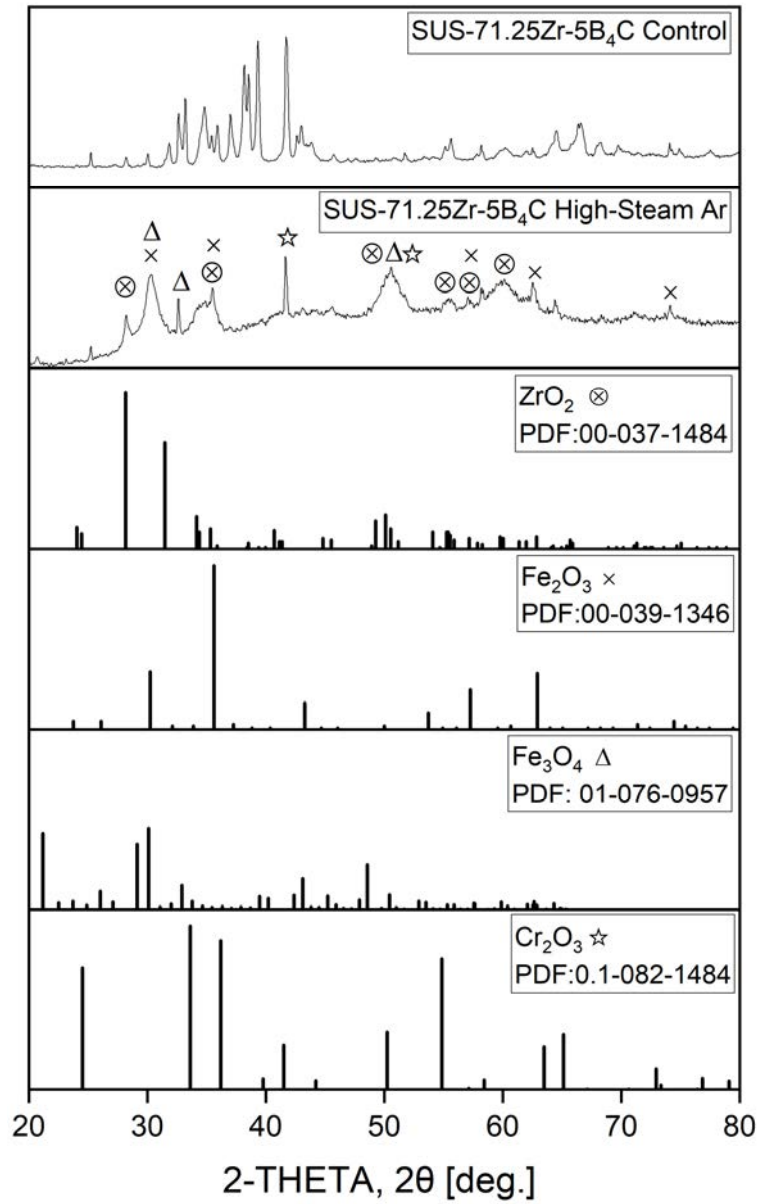 SUS-71.25Zr-5B₄C Control
SUS-71.25Zr-5B₄C High-Steam Ar
Δ
× × ☆ ⊗ Δ ☆ × ⊗
⊗ Δ ⊗ ⊗ ⊗ × ×
ZrO₂ ⊗
PDF:00-037-1484
Fe₂O₃ ×
PDF:00-039-1346
Fe₃O₄ Δ
PDF: 01-076-0957
Cr₂O₃ ☆
PDF:0.1-082-1484
20 30 40 50 60 70 80
2-THETA, 2θ [deg.]